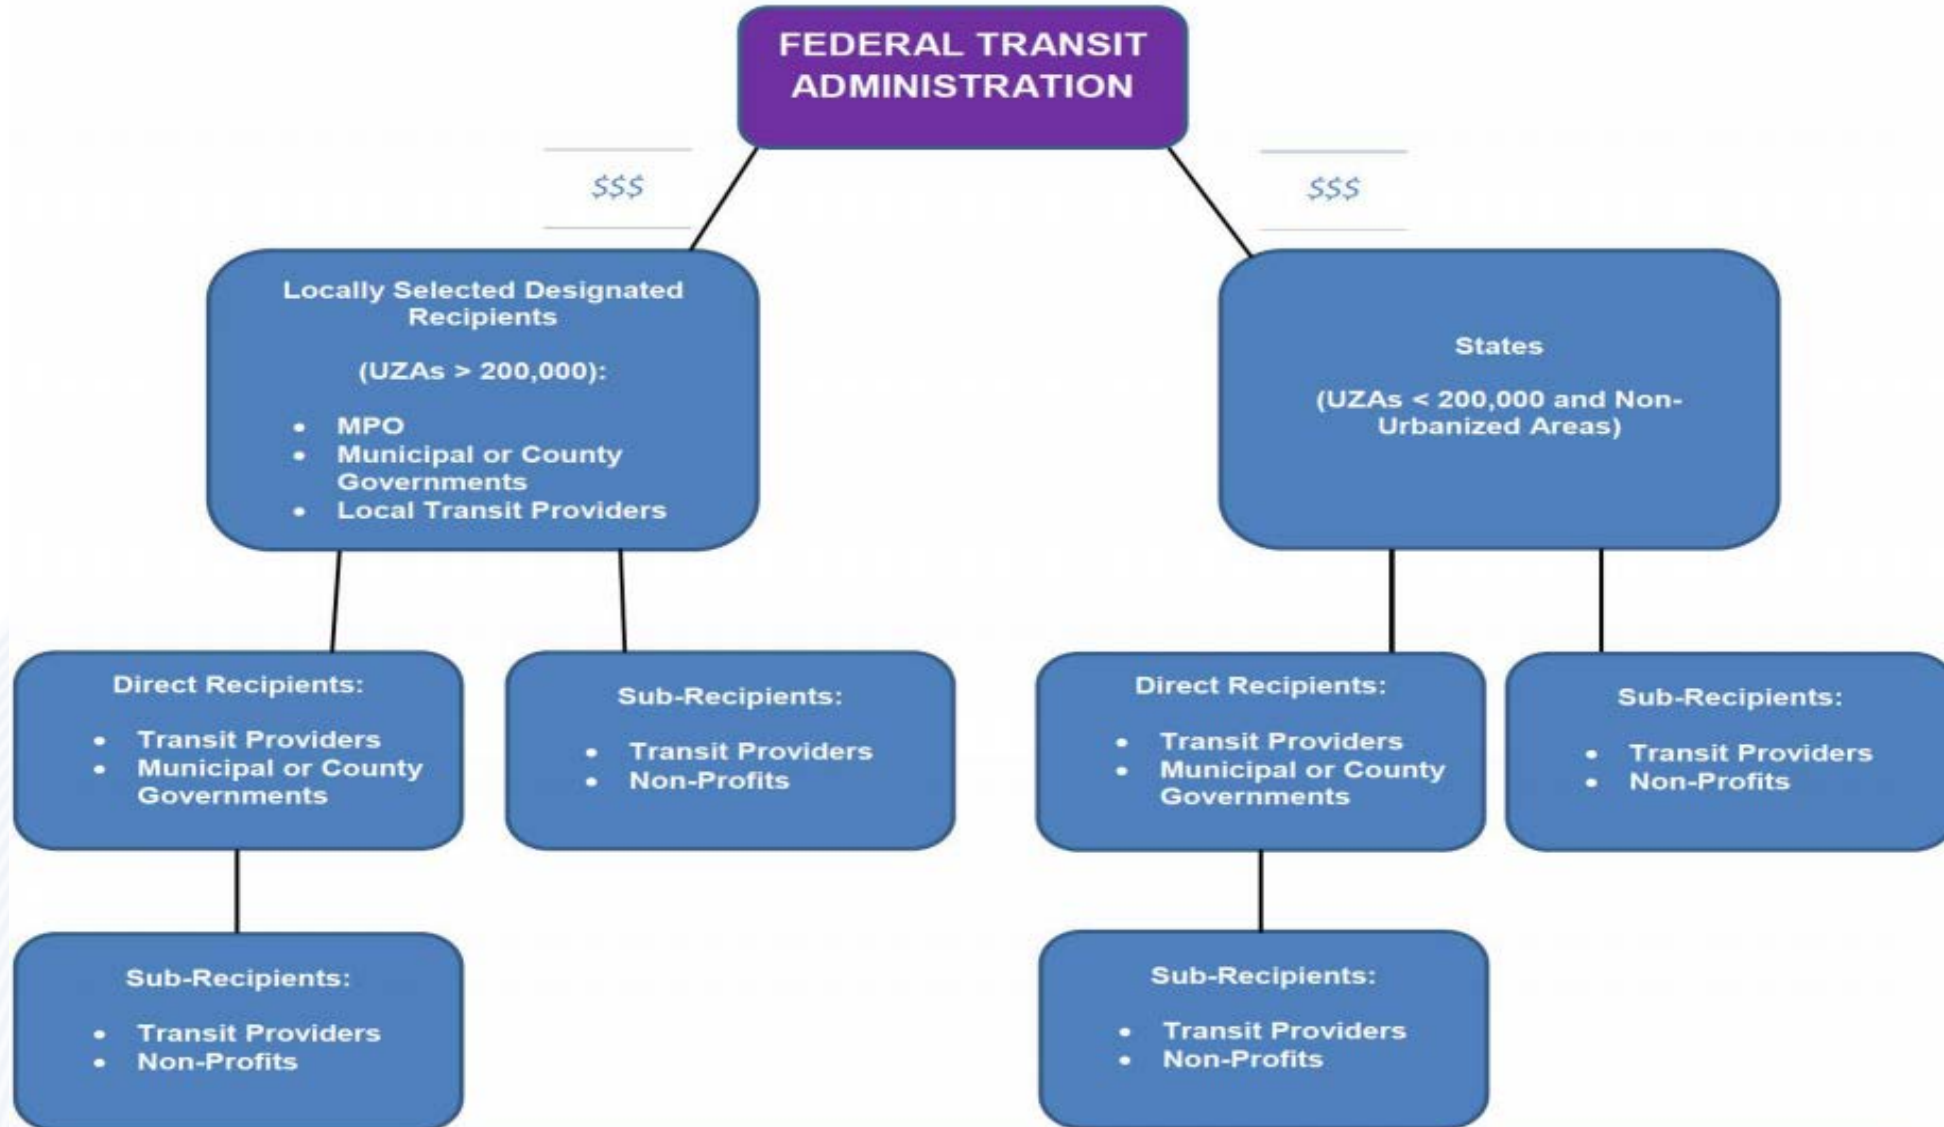 FEDERAL TRANSIT
ADMINISTRATION
$$$
$$$
Locally Selected Designated
Recipients
(UZAs > 200,000):
• MPO
• Municipal or County
Governments
• Local Transit Providers
States
(UZAs < 200,000 and Non-
Urbanized Areas)
Direct Recipients:
• Transit Providers
• Municipal or County
Governments
Sub-Recipients:
• Transit Providers
• Non-Profits
Direct Recipients:
• Transit Providers
• Municipal or County
Governments
Sub-Recipients:
• Transit Providers
• Non-Profits
Sub-Recipients:
• Transit Providers
• Non-Profits
Sub-Recipients:
• Transit Providers
• Non-Profits